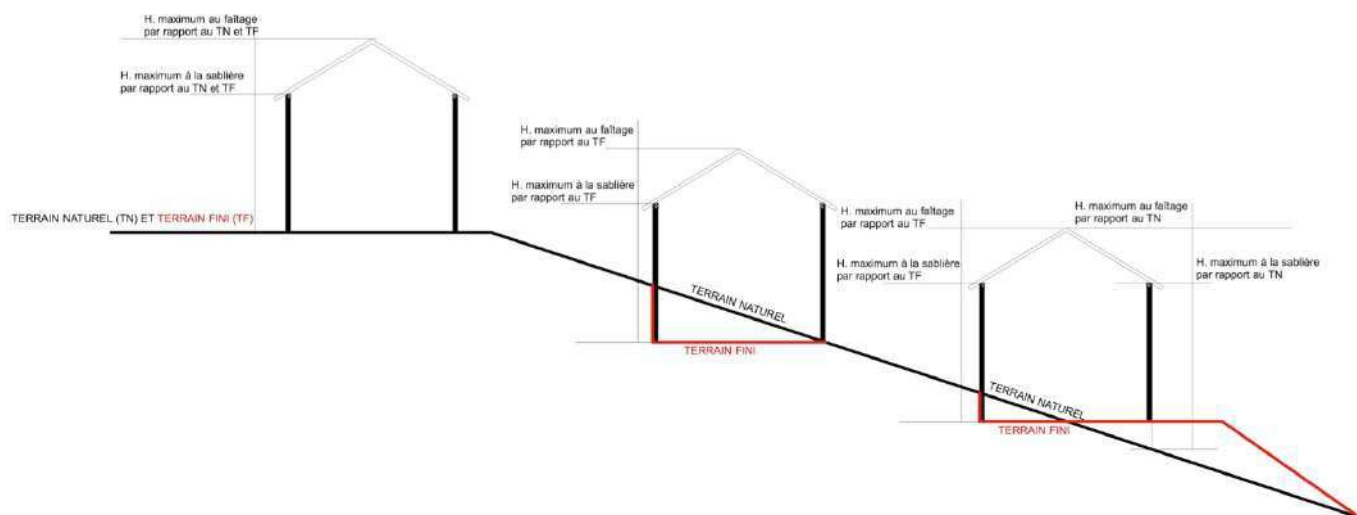 H. maximum au faîtage
par rapport au TN et TF
H. maximum à la sablière
par rapport au TN et TF
TERRAIN NATUREL (TN) ET TERRAIN FINI (TF)
H. maximum au faîtage
par rapport au TF
H. maximum à la sablière
par rapport au TF
TERRAIN NATUREL
TERRAIN FINI
H. maximum au faîtage
par rapport au TF
H. maximum à la sablière
par rapport au TF
H. maximum au faîtage
par rapport au TN
H. maximum à la sablière
par rapport au TN
TERRAIN NATUREL
TERRAIN FINI